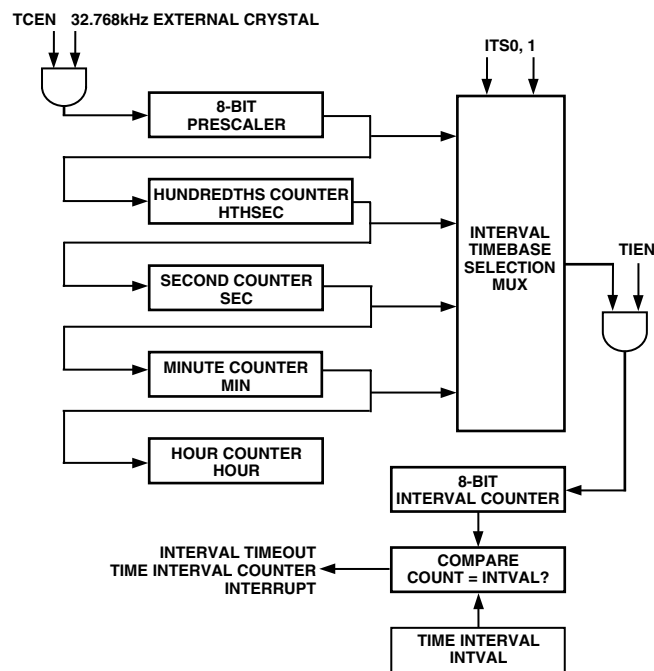 TCEN 32.768kHz EXTERNAL CRYSTAL
ITS0, 1
8-BIT
PRESCALER
HUNDREDTHS COUNTER
HTHSEC
INTERVAL
TIMEBASE
SELECTION
MUX
TIEN
SECOND COUNTER
SEC
MINUTE COUNTER
MIN
HOUR COUNTER
HOUR
8-BIT
INTERVAL COUNTER
INTERVAL TIMEOUT
TIME INTERVAL COUNTER
INTERRUPT
COMPARE
COUNT = INTVAL?
TIME INTERVAL
INTVAL